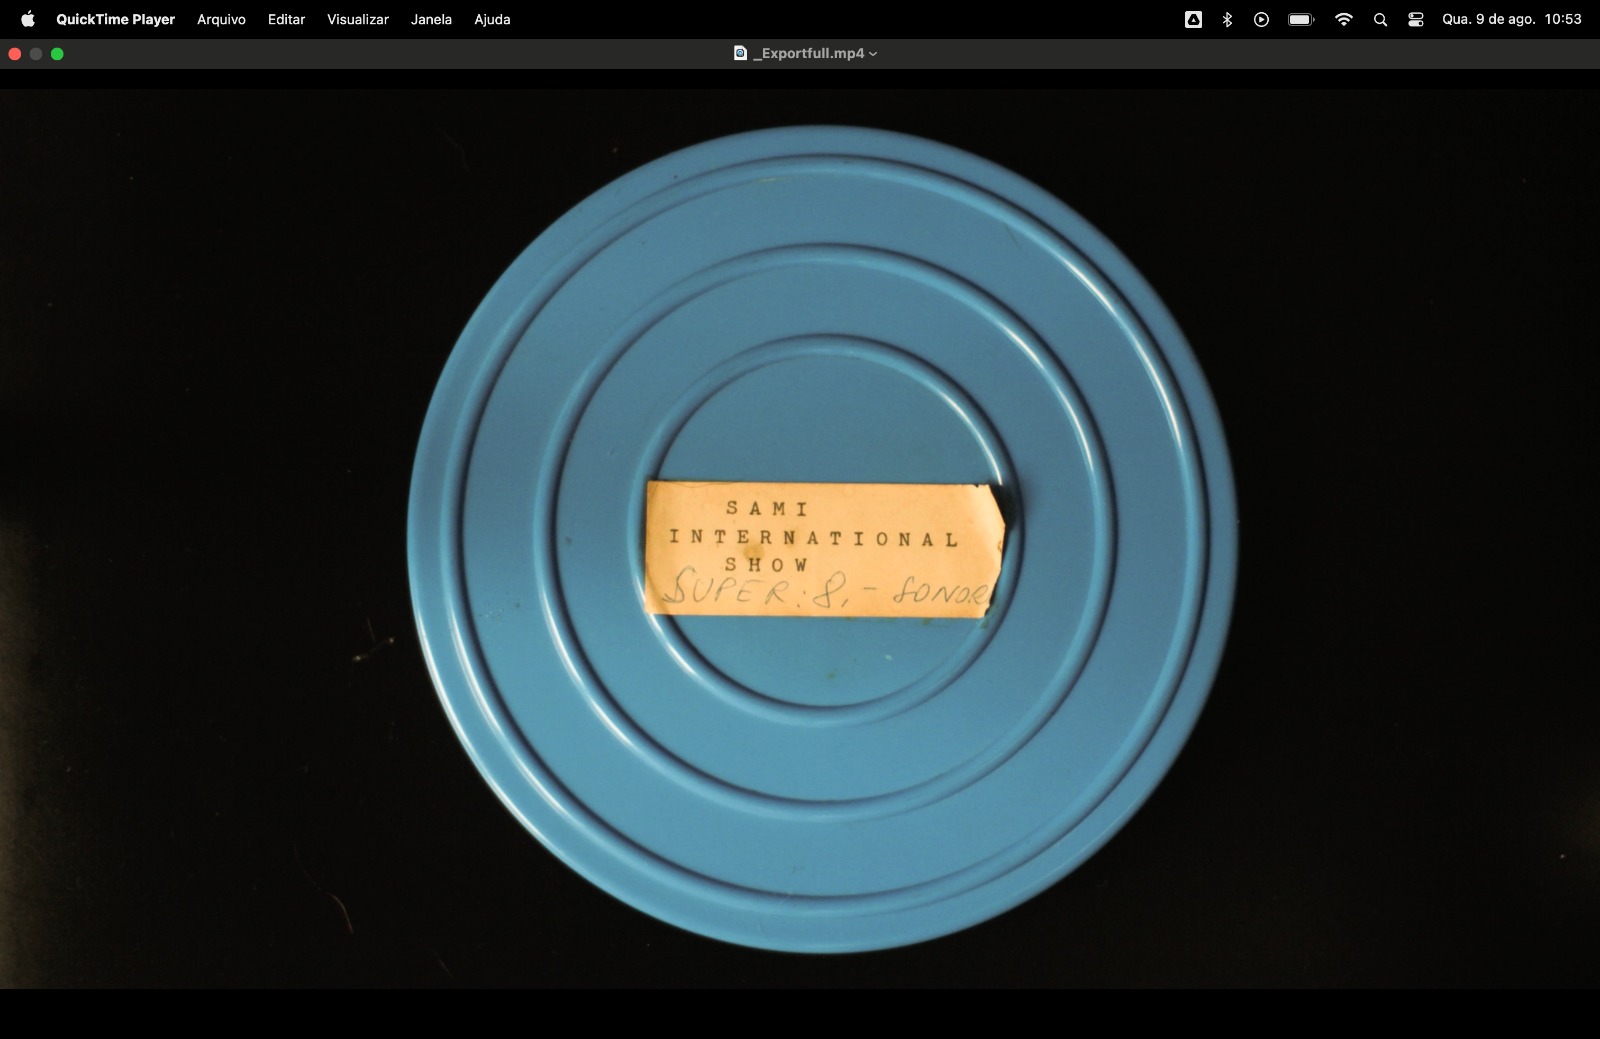 QuickTime Player Arquivo Editar Visualizar Janela Ajuda Qua. 9 de ago. 10:53
_Exportfull.mp4
SAMI
INTERNATIONAL
SHOW
SUPER: 8, - SONOR